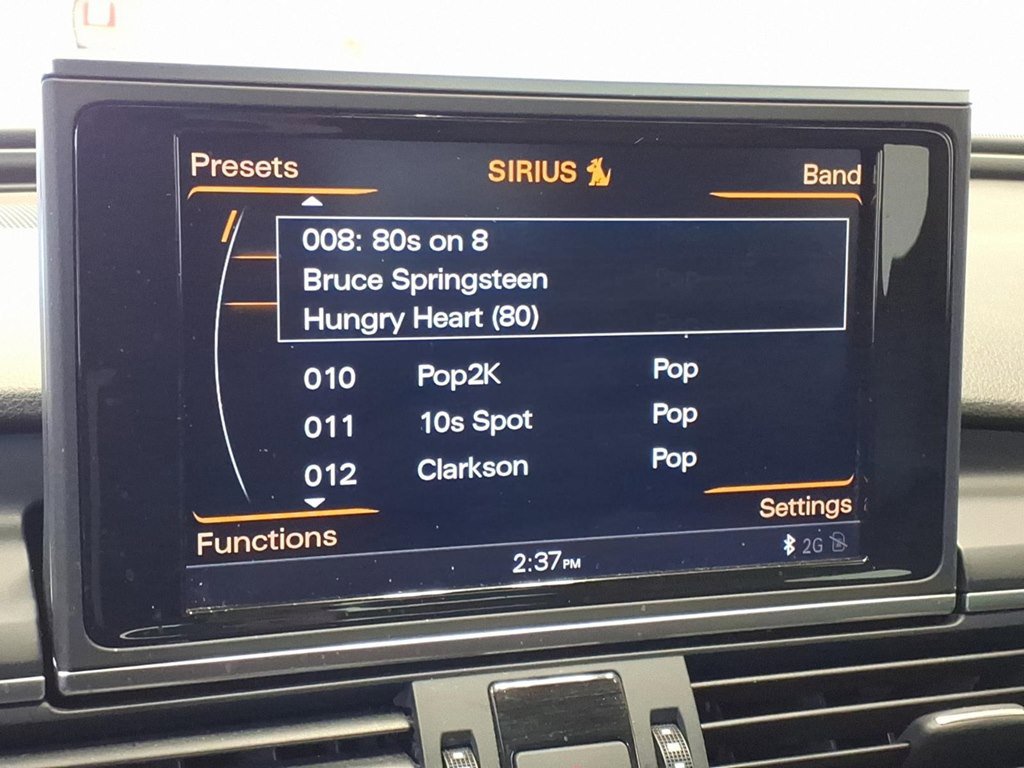 Presets SIRIUS Band
008: 80s on 8
Bruce Springsteen
Hungry Heart (80)
010 Pop2K Pop
011 10s Spot Pop
012 Clarkson Pop
Settings
Functions
2:37PM 2G